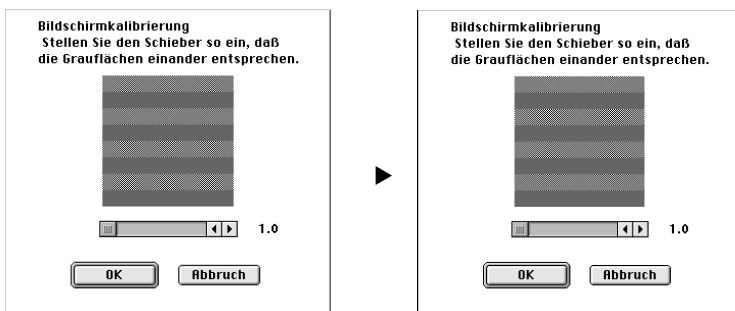 Bildschirmkalibrierung
Stellen Sie den Schieber so ein, daß
die Grauflächen einander entsprechen.
1.0
OK Abbruch
Bildschirmkalibrierung
Stellen Sie den Schieber so ein, daß
die Grauflächen einander entsprechen.
1.0
OK Abbruch